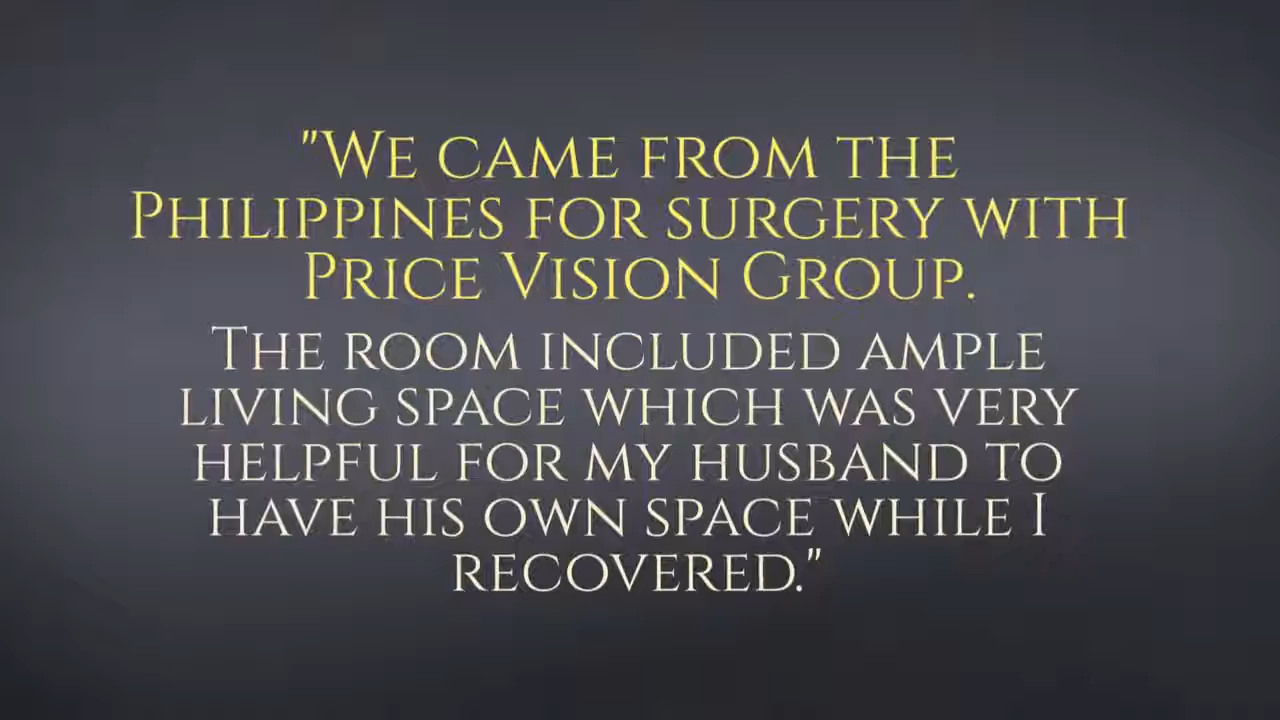 "We came from the
Philippines for surgery with
Price Vision Group.
The room included ample
living space which was very
helpful for my husband to
have his own space while I
recovered."